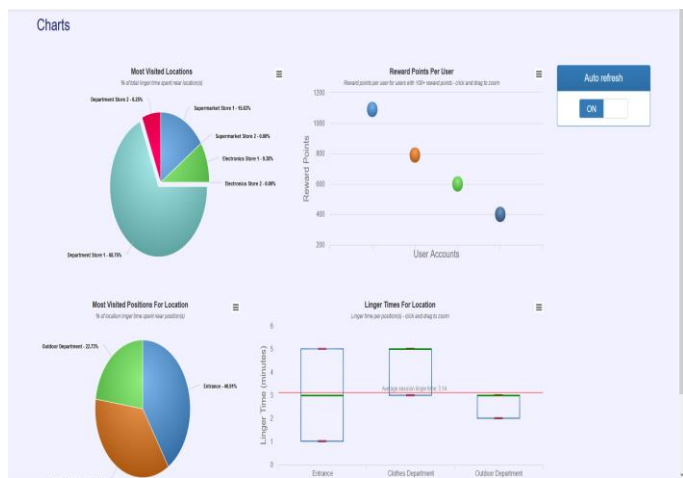 Charts
Most Visited Locations
% of total linger time spent near location(s)
Department Store 2 - 6.25%
Supermarket Store 1 - 15.63%
Supermarket Store 2 - 0.00%
Electronics Store 1 - 9.38%
Electronics Store 2 - 0.00%
Department Store 1 - 68.75%
Reward Points Per User
Reward points per user for users with 100+ reward points - click and drag to zoom
1200
1000
800
600
400
200
Reward Points
User Accounts
Auto refresh
ON
Most Visited Positions For Location
% of location linger time spent near position(s)
Outdoor Department - 22.73%
Entrance - 40.91%
Linger Times For Location
Linger time per position(s) - click and drag to zoom
6
5
4
3
2
1
0
Linger Time (minutes)
Average session linger time: 3.14
Entrance
Clothes Department
Outdoor Department